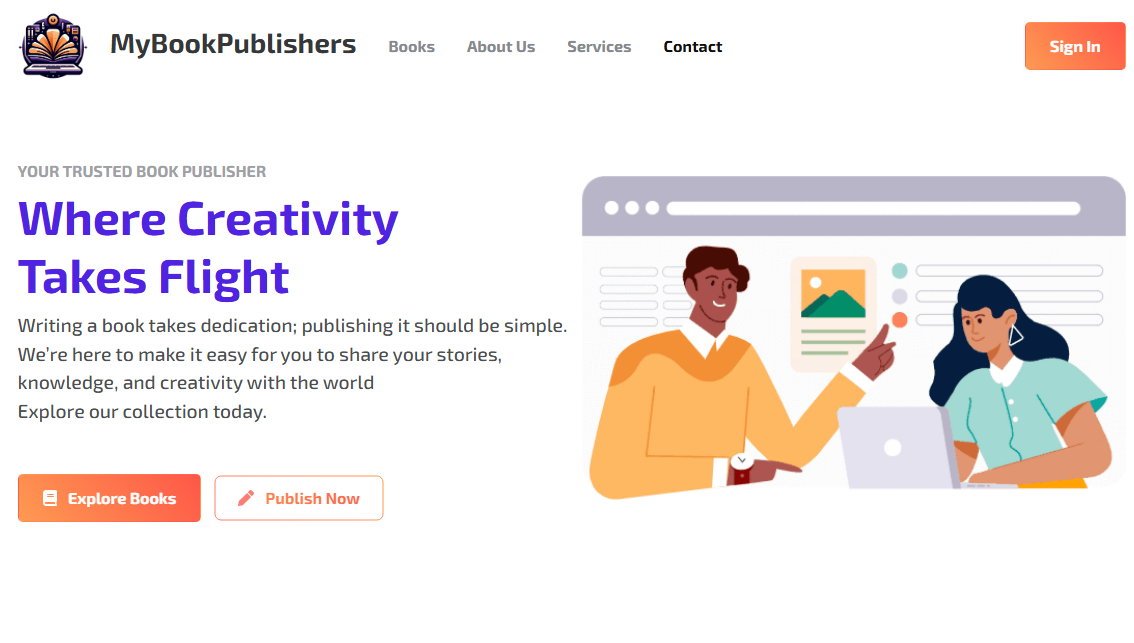 MyBookPublishers
Books
About Us
Services
Contact
Sign In
YOUR TRUSTED BOOK PUBLISHER
Where Creativity
Takes Flight
Writing a book takes dedication; publishing it should be simple.
We’re here to make it easy for you to share your stories,
knowledge, and creativity with the world
Explore our collection today.
Explore Books
Publish Now